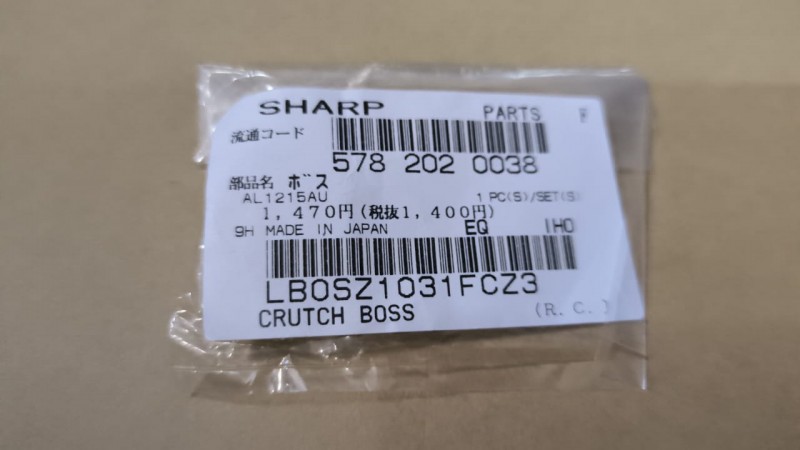 SHARP PARTS F
流通コード
578 202 0038
部品名 ボス
AL1215AU 1 PC(S)/SET(S)
1,470円(税抜1,400円)
9H MADE IN JAPAN EQ IHO
LBOSZ1031FCZ3
CRUTCH BOSS (R. C. )